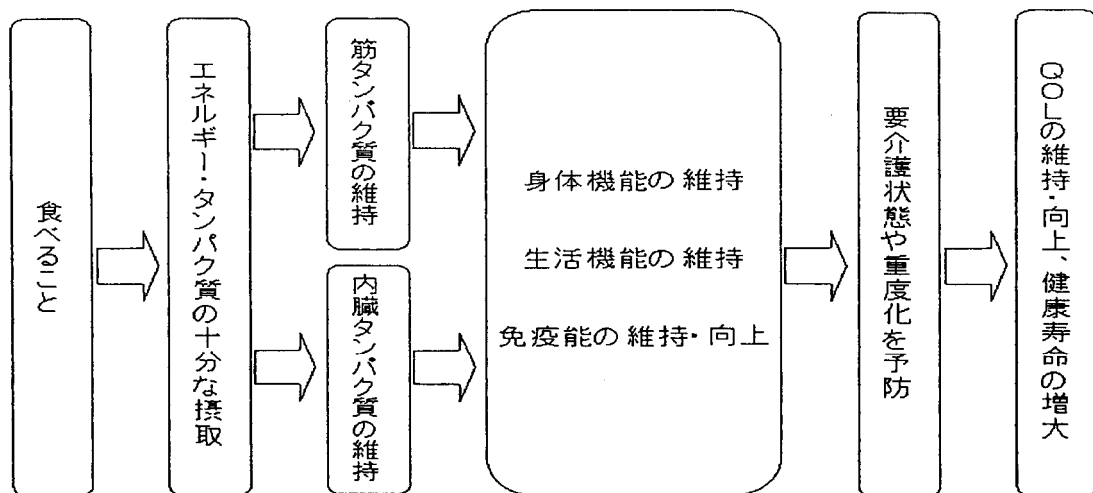 食べること
エネルギー・タンパク質の十分な摂取
筋タンパク質の維持
内臓タンパク質の維持
身体機能の維持
生活機能の維持
免疫能の維持・向上
要介護状態や重度化を予防
QOLの維持・向上、健康寿命の増大